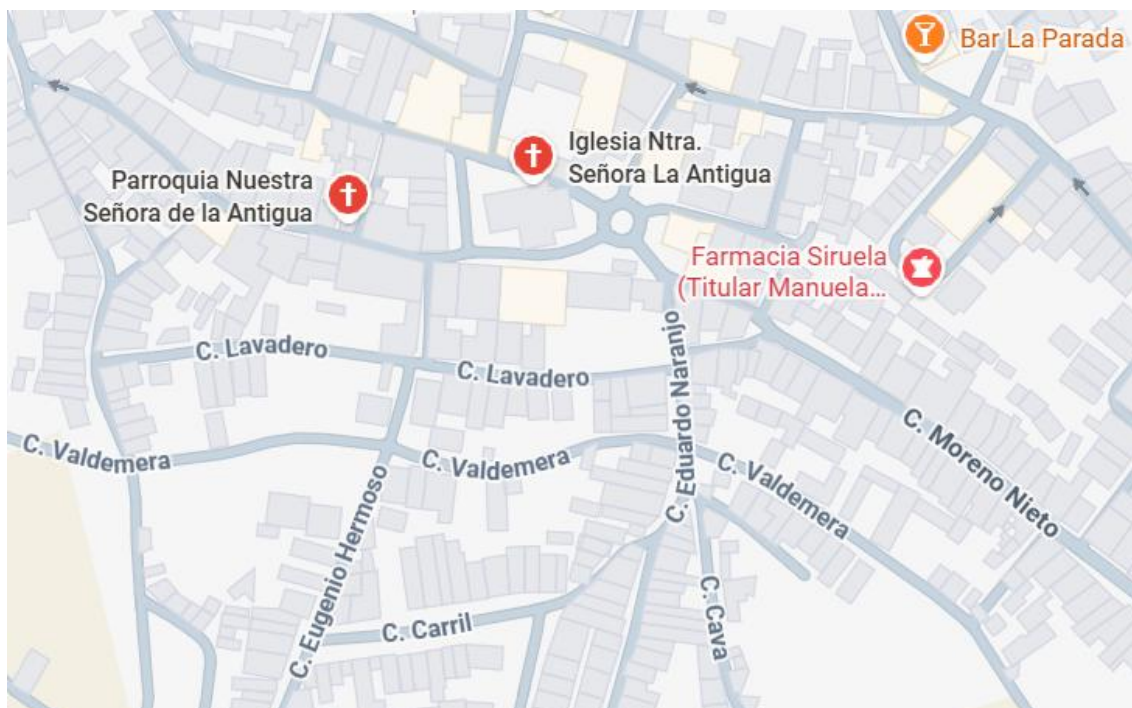 Bar La Parada
Iglesia Ntra.
Señora La Antigua
Parroquia Nuestra
Señora de la Antigua
Farmacia Siruela
(Titular Manuela...
C. Lavadero
C. Lavadero
C. Eduardo Naranjo
C. Moreno Nieto
C. Valdemera
C. Valdemera
C. Valdemera
C. Eugenio Hermoso
C. Carril
C. Cava